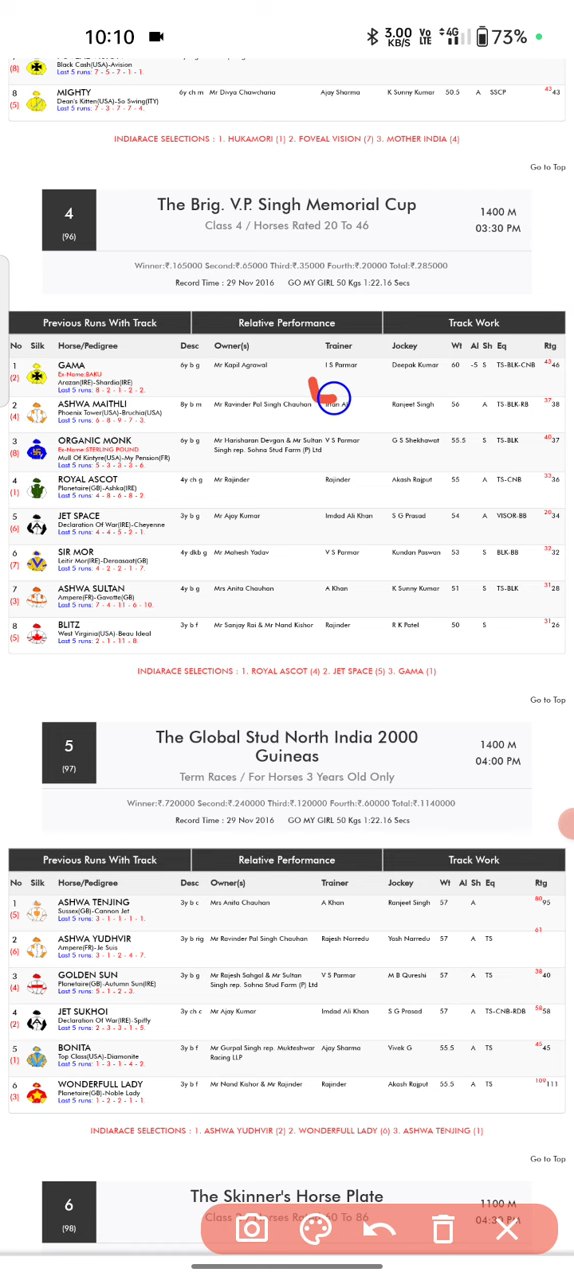 10:10 3.00 KB/S Vo LTE 4G 73%
(8) Black Cash(USA)-Avision
Last 5 runs: 7 - 5 - 7 - 1 - 1.
8 (5) MIGHTY 6y ch m Mr Divya Chawchana Ajay Sharma K Sunny Kumar 50.5 A SSCP 42 43
Dean's Kitten(USA)-So Swing(ITY)
Last 5 runs: 7 - 3 - 7 - 7 - 4.
INDIARACE SELECTIONS : 1. HUKAMORI (1) 2. FOVEAL VISION (7) 3. MOTHER INDIA (4)
Go to Top
4 (96)
The Brig. V.P. Singh Memorial Cup
Class 4 / Horses Rated 20 To 46
1400 M
03:30 PM
Winner:₹.165000 Second:₹.65000 Third:₹.35000 Fourth:₹.20000 Total:₹.285000
Record Time : 29 Nov 2016 GO MY GIRL 50 Kgs 1:22.16 Secs
Previous Runs With Track Relative Performance Track Work
No Silk Horse/Pedigree Desc Owner(s) Trainer Jockey Wt Al Sh Eq Rtg
1 (2) GAMA 6y b g Mr Kapil Agrawal I S Parmar Deepak Kumar 60 -5 S TS-BLK-CNB 43 46
Ex-Name:BAKU
Arazan(IRE)-Shardia(IRE)
Last 5 runs: 8 - 2 - 1 - 2 - 2.
2 (4) ASHWA MAITHLI 8y b m Mr Ravinder Pal Singh Chauhan Ranjeet Singh 56 A TS-BLK-RB 37 38
Phoenix Tower(USA)-Bruchia(USA)
Last 5 runs: 6 - 8 - 9 - 7 - 3.
3 (8) ORGANIC MONK 6y b g Mr Harisharan Devgan & Mr Sultan Singh rep. Sohna Stud Farm (P) Ltd V S Parmar G S Shekhawat 55.5 S TS-BLK 40 37
Ex-Name:STERLING POUND
Mull Of Kintyre(USA)-My Pension(FR)
Last 5 runs: 5 - 3 - 3 - 3 - 6.
4 (1) ROYAL ASCOT 4y ch g Mr Rajinder Rajinder Akash Rajput 55 A TS-CNB 33 36
Planetaire(GB)-Ashka(IRE)
Last 5 runs: 4 - 8 - 6 - 8 - 2.
5 (6) JET SPACE 3y b g Mr Ajay Kumar Imdad Ali Khan S G Prasad 54 A VISOR-BB 20 34
Declaration Of War(IRE)-Cheyenne
Last 5 runs: 4 - 4 - 5 - 2 - 1.
6 (7) SIR MOR 4y dkb g Mr Mahesh Yadav V S Parmar Kundan Paswan 53 S BLK-BB 32 32
Leitir Mor(IRE)-Deraasaat(GB)
Last 5 runs: 4 - 2 - 2 - 1 - 7.
7 (3) ASHWA SULTAN 4y b g Mrs Anita Chauhan A Khan K Sunny Kumar 51 S TS-BLK 31 28
Ampere(FR)-Gavotte(GB)
Last 5 runs: 7 - 4 - 11 - 6 - 10.
8 (5) BLITZ 3y b f Mr Sanjay Rai & Mr Nand Kishor Rajinder R K Patel 50 S 31 26
West Virginia(USA)-Beau Ideal
Last 5 runs: 2 - 1 - 11 - 8.
INDIARACE SELECTIONS : 1. ROYAL ASCOT (4) 2. JET SPACE (5) 3. GAMA (1)
Go to Top
5 (97)
The Global Stud North India 2000
Guineas
Term Races / For Horses 3 Years Old Only
1400 M
04:00 PM
Winner:₹.720000 Second:₹.240000 Third:₹.120000 Fourth:₹.60000 Total:₹.1140000
Record Time : 29 Nov 2016 GO MY GIRL 50 Kgs 1:22.16 Secs
Previous Runs With Track Relative Performance Track Work
No Silk Horse/Pedigree Desc Owner(s) Trainer Jockey Wt Al Sh Eq Rtg
1 (5) ASHWA TENJING 3y b c Mrs Anita Chauhan A Khan Ranjeet Singh 57 A 80 95
Sussex(GB)-Cannon Jet
Last 5 runs: 3 - 1 - 1 - 1 - 1.
2 (6) ASHWA YUDHVIR 3y b rig Mr Ravinder Pal Singh Chauhan Rajesh Narredu Yash Narredu 57 A TS 61
Ampere(FR)-Je Suis
Last 5 runs: 3 - 1 - 2 - 4 - 7.
3 (4) GOLDEN SUN 3y b g Mr Rajesh Sahgal & Mr Sultan Singh rep. Sohna Stud Farm (P) Ltd V S Parmar M B Qureshi 57 A TS 38 40
Planetaire(GB)-Autumn Sun(IRE)
Last 5 runs: 5 - 1 - 2 - 3.
4 (2) JET SUKHOI 3y ch c Mr Ajay Kumar Imdad Ali Khan S G Prasad 57 A TS-CNB-RDB 58 58
Declaration Of War(IRE)-Spiffy
Last 5 runs: 2 - 3 - 3 - 1 - 5.
5 (1) BONITA 3y b f Mr Gurpal Singh rep. Mukteshwar Racing LLP Ajay Sharma Vivek G 55.5 A TS 45 45
Top Class(USA)-Diamonite
Last 5 runs: 1 - 3 - 1 - 4 - 2.
6 (3) WONDERFULL LADY 3y b f Mr Nand Kishor & Mr Rajinder Rajinder Akash Rajput 55.5 A TS 109 111
Planetaire(GB)-Noble Lady
Last 5 runs: 1 - 2 - 2 - 1 - 1.
INDIARACE SELECTIONS : 1. ASHWA YUDHVIR (2) 2. WONDERFULL LADY (6) 3. ASHWA TENJING (1)
Go to Top
6 (98)
The Skinner's Horse Plate
1100 M
04:30 PM